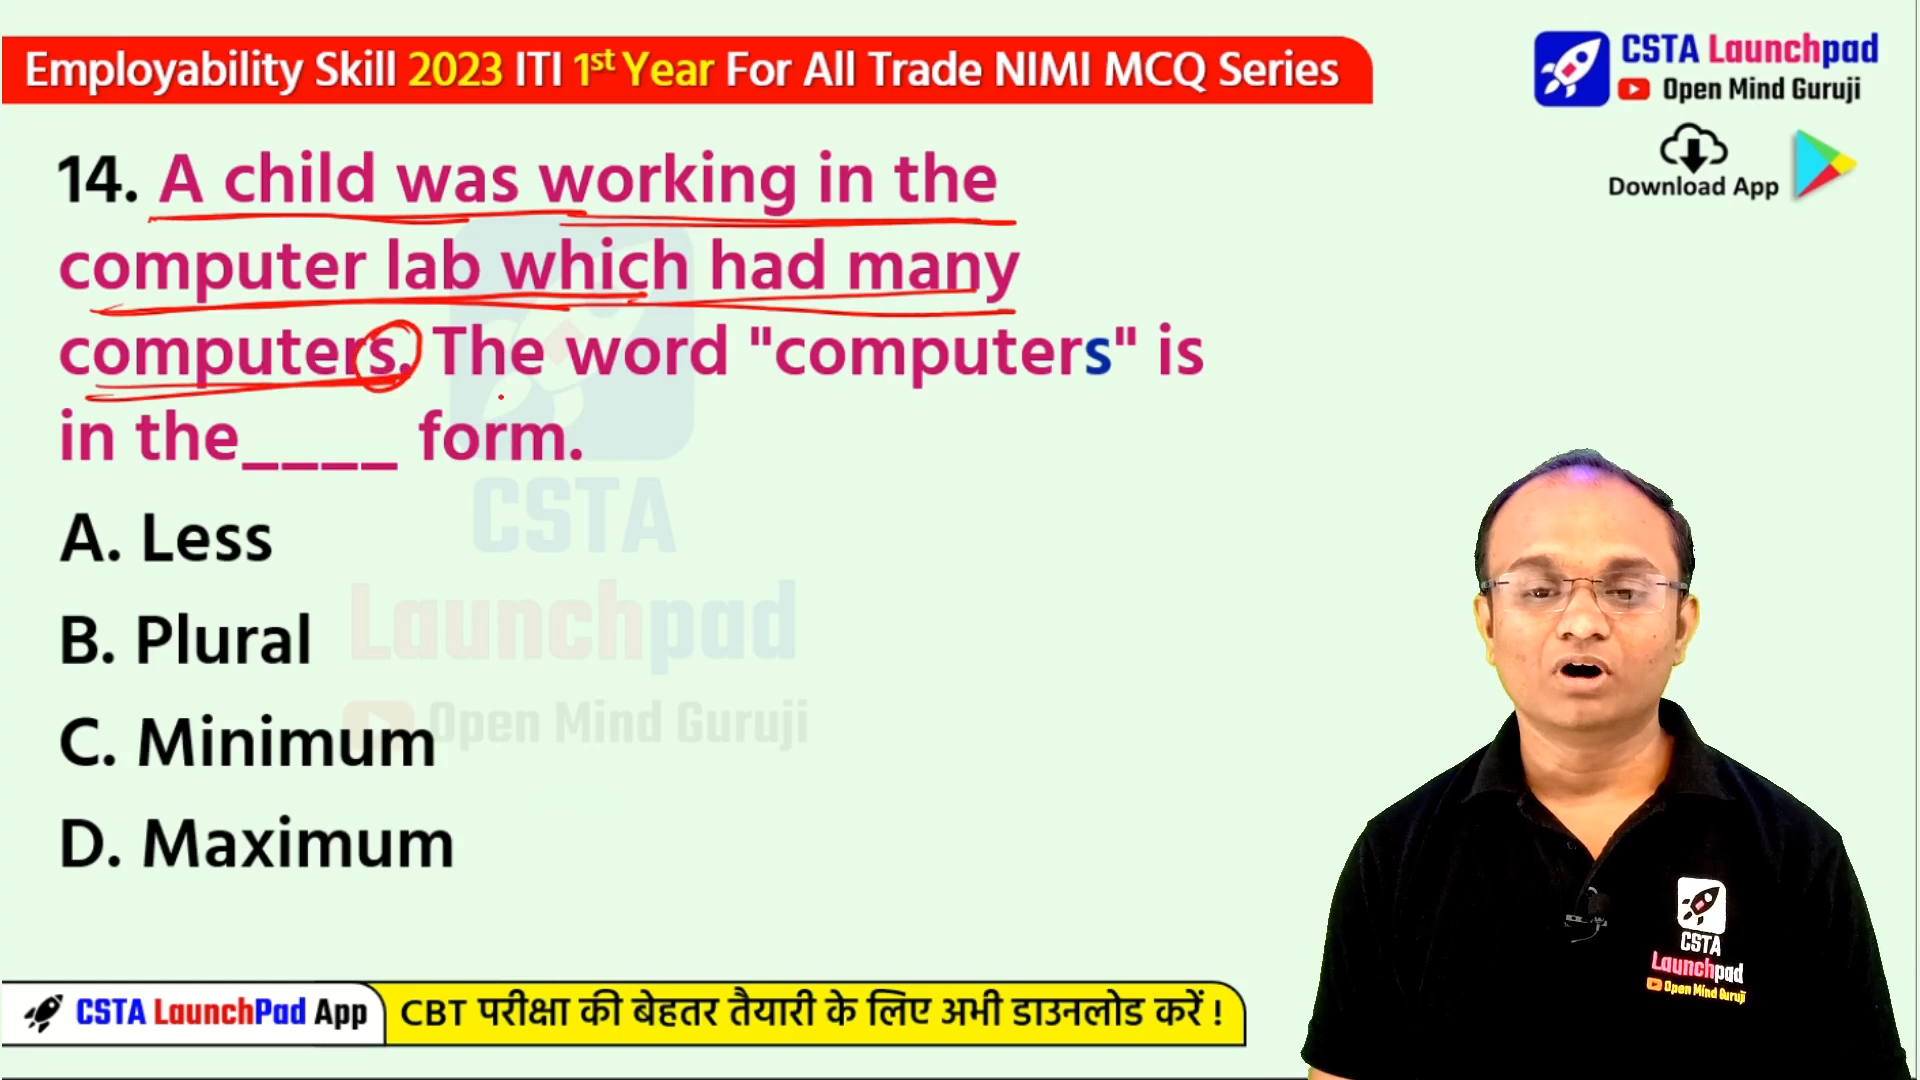 Employability Skill 2023 ITI 1st Year For All Trade NIMI MCQ Series
CSTA Launchpad
Open Mind Guruji
Download App
14. A child was working in the
computer lab which had many
computers. The word "computers" is
in the____ form.
A. Less
B. Plural
C. Minimum
D. Maximum
CSTA
Launchpad
Open Mind Guruji
CSTA
Launchpad
Open Mind Guruji
CSTA LaunchPad App
CBT परीक्षा की बेहतर तैयारी के लिए अभी डाउनलोड करें !